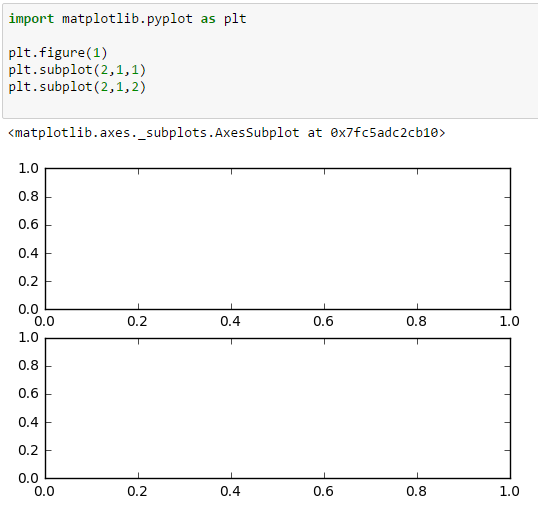 import matplotlib.pyplot as plt
plt.figure(1)
plt.subplot(2,1,1)
plt.subplot(2,1,2)
<matplotlib.axes._subplots.AxesSubplot at 0x7fc5adc2cb10>
1.0
0.8
0.6
0.4
0.2
0.0
0.0 0.2 0.4 0.6 0.8 1.0
1.0
0.8
0.6
0.4
0.2
0.0
0.0 0.2 0.4 0.6 0.8 1.0